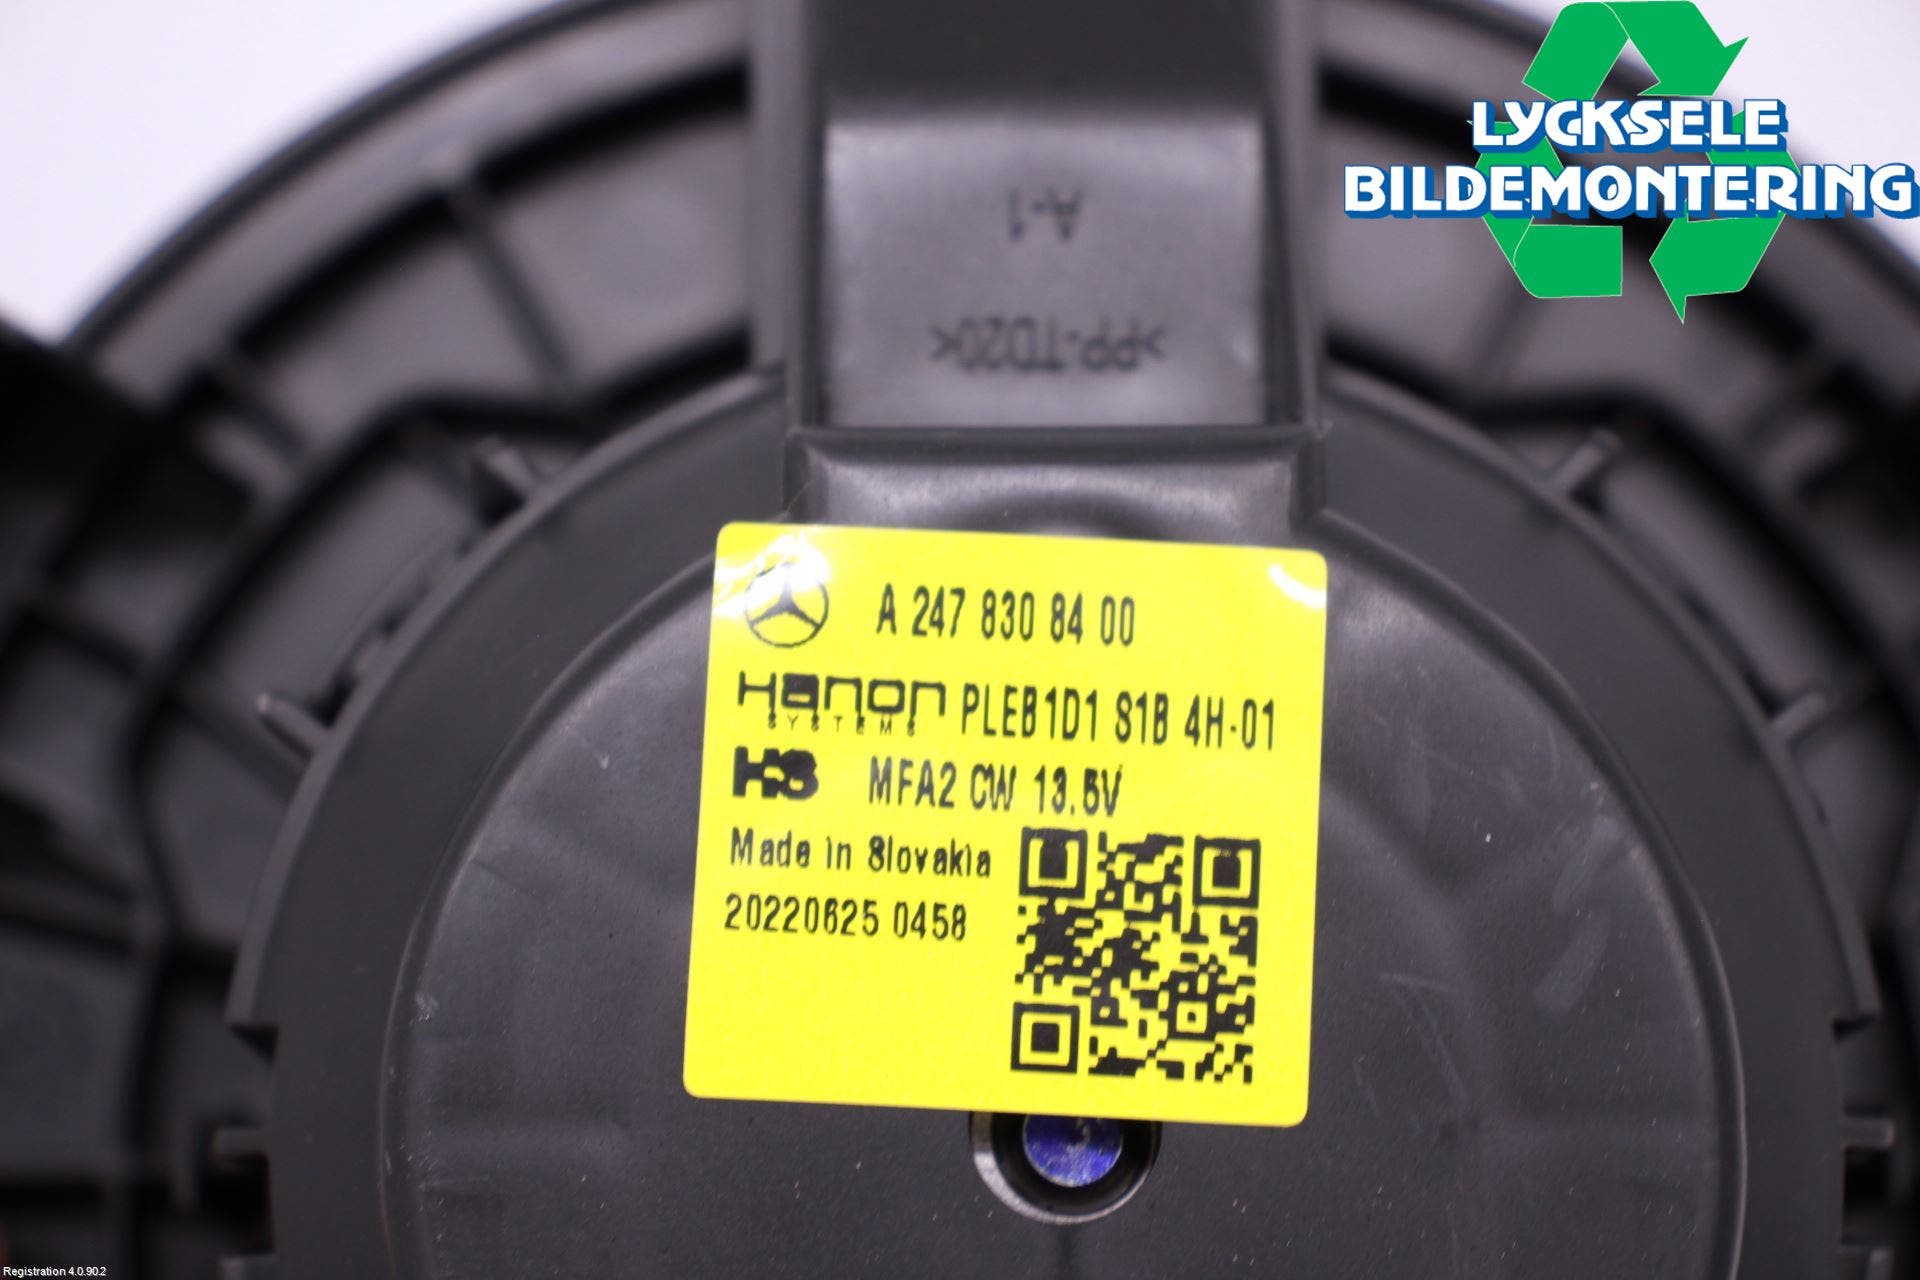 LYCKSELE
BILDEMONTERING
A-1
>PP-TD20<
A 247 830 84 00
Hanon PLEB1D1 S1B 4H-01
SYSTEMS
HS MFA2 CW 13.5V
Made in Slovakia
20220625 0458
Registration 4.0.90.2